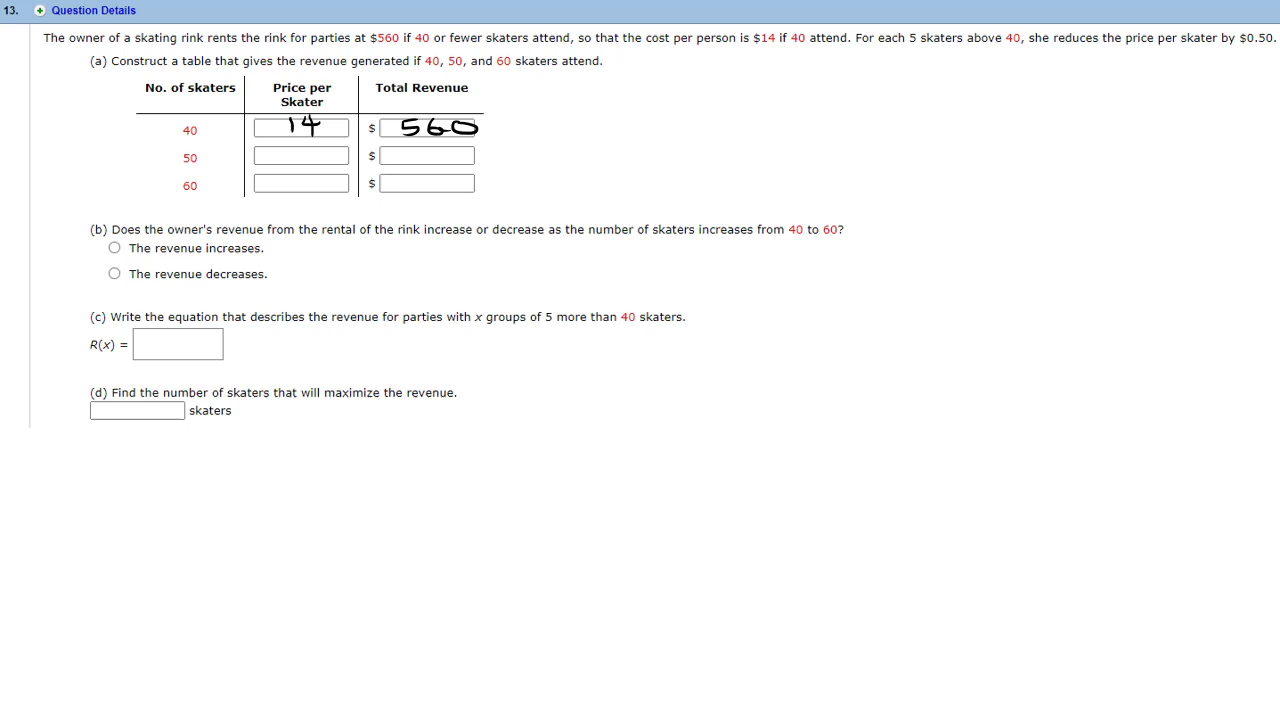 13. Question Details
The owner of a skating rink rents the rink for parties at $560 if 40 or fewer skaters attend, so that the cost per person is $14 if 40 attend. For each 5 skaters above 40, she reduces the price per skater by $0.50.
(a) Construct a table that gives the revenue generated if 40, 50, and 60 skaters attend.
No. of skaters Price per Skater Total Revenue
40 14 $ 560
50 $
60 $
(b) Does the owner's revenue from the rental of the rink increase or decrease as the number of skaters increases from 40 to 60?
The revenue increases.
The revenue decreases.
(c) Write the equation that describes the revenue for parties with x groups of 5 more than 40 skaters.
R(x) =
(d) Find the number of skaters that will maximize the revenue.
skaters